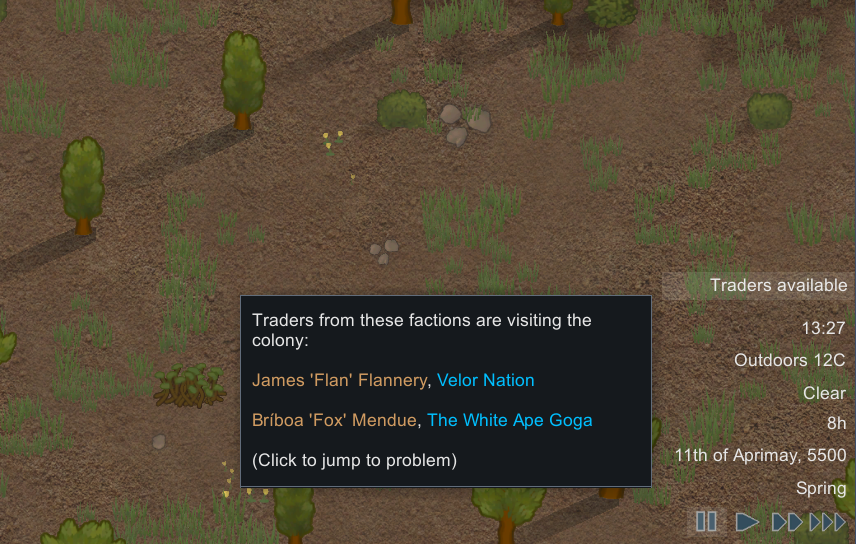 Traders available
Traders from these factions are visiting the
colony:
James 'Flan' Flannery, Velor Nation
Bríboa 'Fox' Mendue, The White Ape Goga
(Click to jump to problem)
13:27
Outdoors 12C
Clear
8h
11th of Aprimay, 5500
Spring